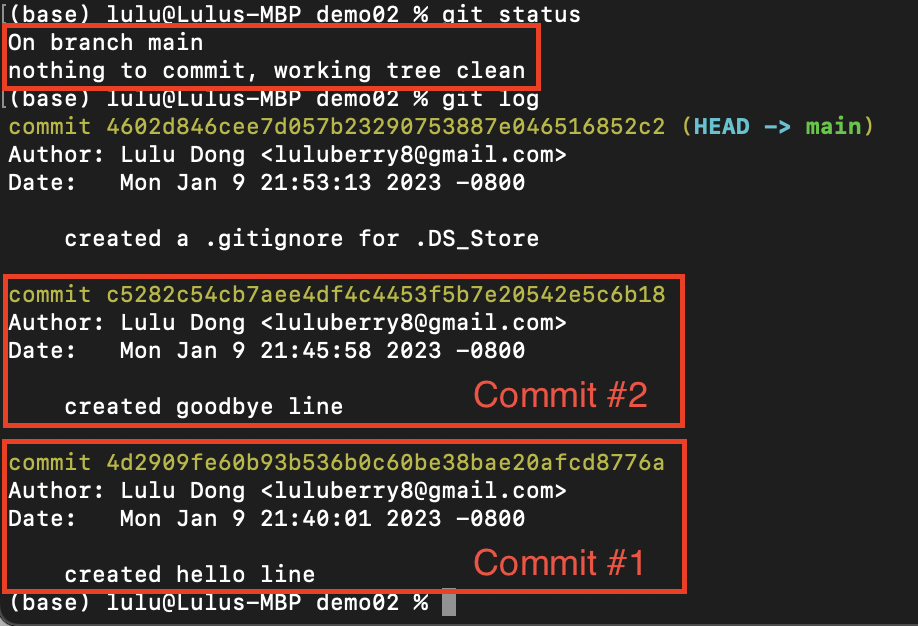 (base) lulu@Lulus-MBP demo02 % git status
On branch main
nothing to commit, working tree clean
(base) lulu@Lulus-MBP demo02 % git log
commit 4602d846cee7d057b23290753887e046516852c2 (HEAD -> main)
Author: Lulu Dong <luluberry8@gmail.com>
Date:   Mon Jan 9 21:53:13 2023 -0800
created a .gitignore for .DS_Store
commit c5282c54cb7aee4df4c4453f5b7e20542e5c6b18
Author: Lulu Dong <luluberry8@gmail.com>
Date:   Mon Jan 9 21:45:58 2023 -0800
created goodbye line
Commit #2
commit 4d2909fe60b93b536b0c60be38bae20afcd8776a
Author: Lulu Dong <luluberry8@gmail.com>
Date:   Mon Jan 9 21:40:01 2023 -0800
created hello line
Commit #1
(base) lulu@Lulus-MBP demo02 %